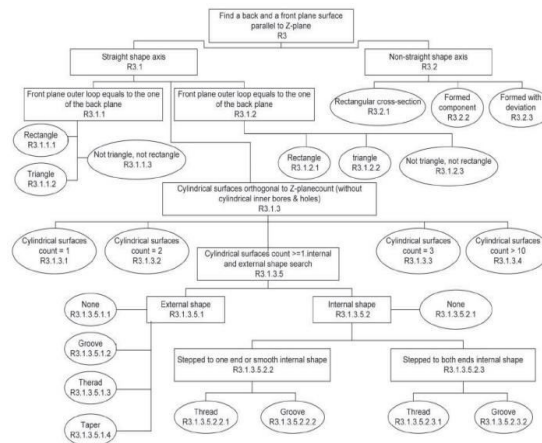 Find a back and a front plane surface
parallel to Z-plane
R3
Straight shape axis
R3.1
Non-straight shape axis
R3.2
Front plane outer loop equals to the one
of the back plane
R3.1.1
Front plane outer loop equals to the one
of the back plane
R3.1.2
Rectangular cross-section
R3.2.1
Formed
component
R3.2.2
Formed with
deviation
R3.2.3
Rectangle
R3.1.1.1
Triangle
R3.1.1.2
Not triangle, not rectangle
R3.1.1.3
Rectangle
R3.1.2.1
triangle
R3.1.2.2
Not triangle, not rectangle
R3.1.2.3
Cylindrical surfaces orthogonal to Z-planecount (without
cylindrical inner bores & holes)
R3.1.3
Cylindrical surfaces
count = 1
R3.1.3.1
Cylindrical surfaces
count = 2
R3.1.3.2
Cylindrical surfaces count >=1.internal
and external shape search
R3.1.3.5
Cylindrical surfaces
count = 3
R3.1.3.3
Cylindrical surfaces
count > 10
R3.1.3.4
None
R3.1.3.5.1.1
External shape
R3.1.3.5.1
Internal shape
R3.1.3.5.2
None
R3.1.3.5.2.1
Groove
R3.1.3.5.1.2
Therad
R3.1.3.5.1.3
Taper
R3.1.3.5.1.4
Stepped to one end or smooth internal shape
R3.1.3.5.2.2
Stepped to both ends internal shape
R3.1.3.5.2.3
Thread
R3.1.3.5.2.2.1
Groove
R3.1.3.5.2.2.2
Thread
R3.1.3.5.2.3.1
Groove
R3.1.3.5.2.3.2